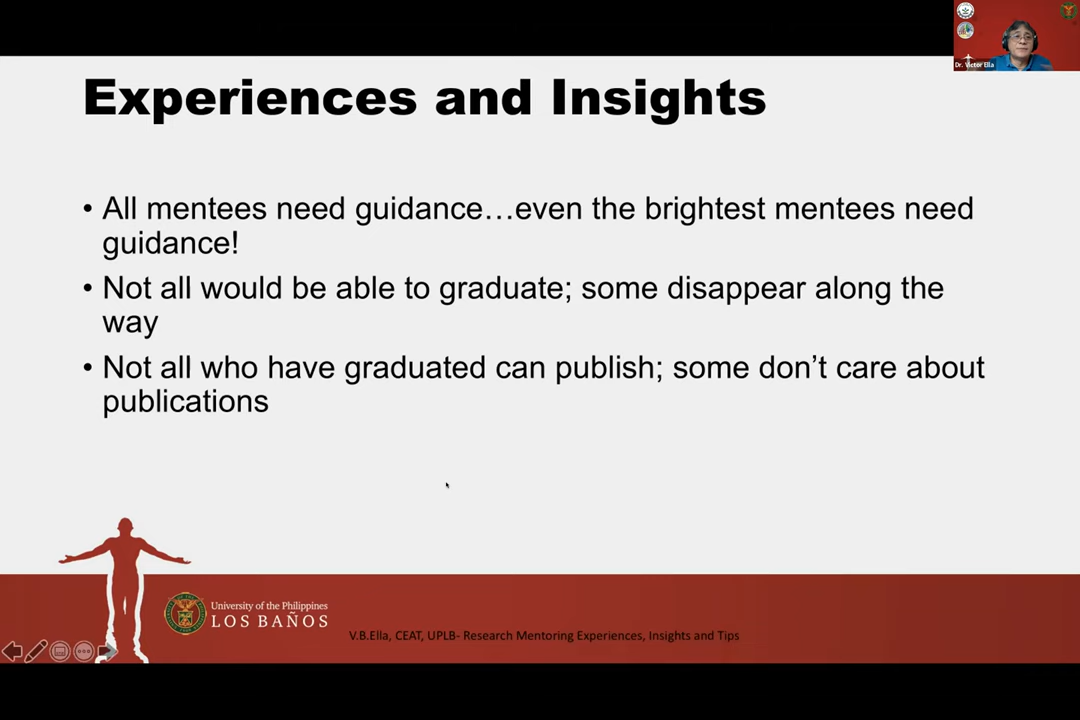 Dr. Victor Ella
Experiences and Insights
• All mentees need guidance…even the brightest mentees need
guidance!
• Not all would be able to graduate; some disappear along the
way
• Not all who have graduated can publish; some don’t care about
publications
University of the Philippines
LOS BAÑOS
V.B.Ella, CEAT, UPLB- Research Mentoring Experiences, Insights and Tips